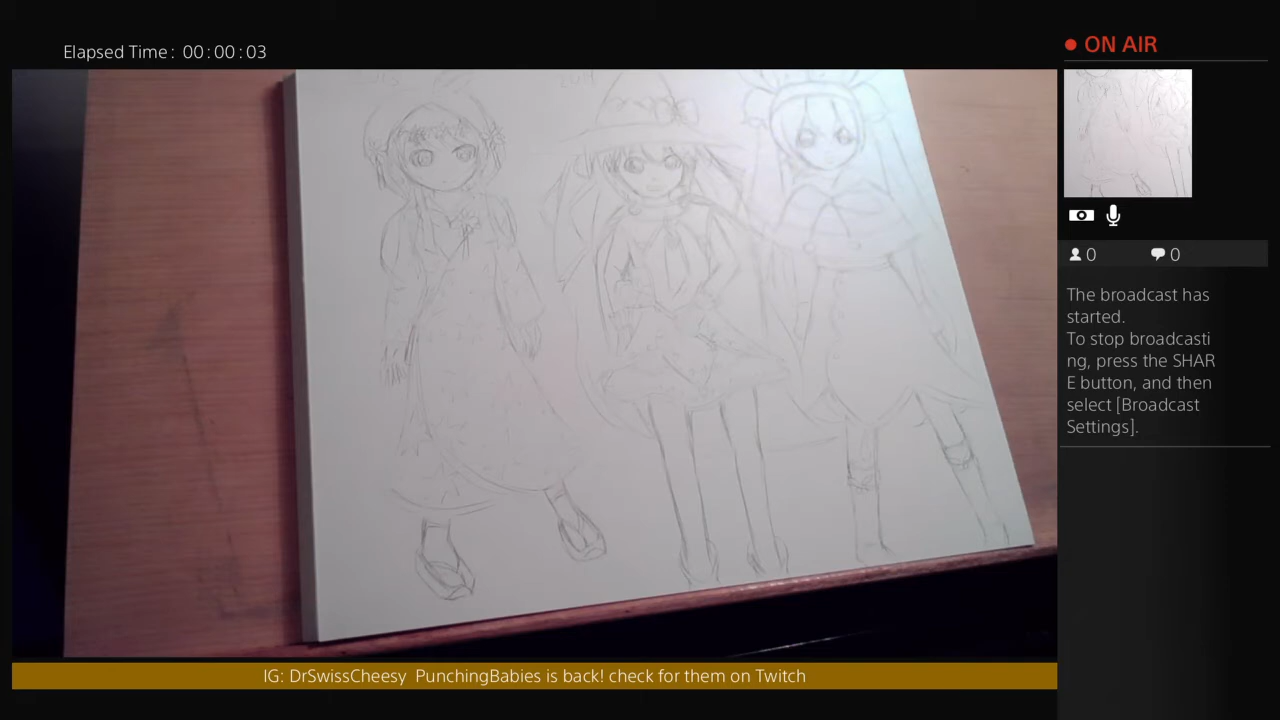 Elapsed Time: 00:00:03
ON AIR
0
0
The broadcast has
started.
To stop broadcasti
ng, press the SHAR
E button, and then
select [Broadcast
Settings].
IG: DrSwissCheesy PunchingBabies is back! check for them on Twitch